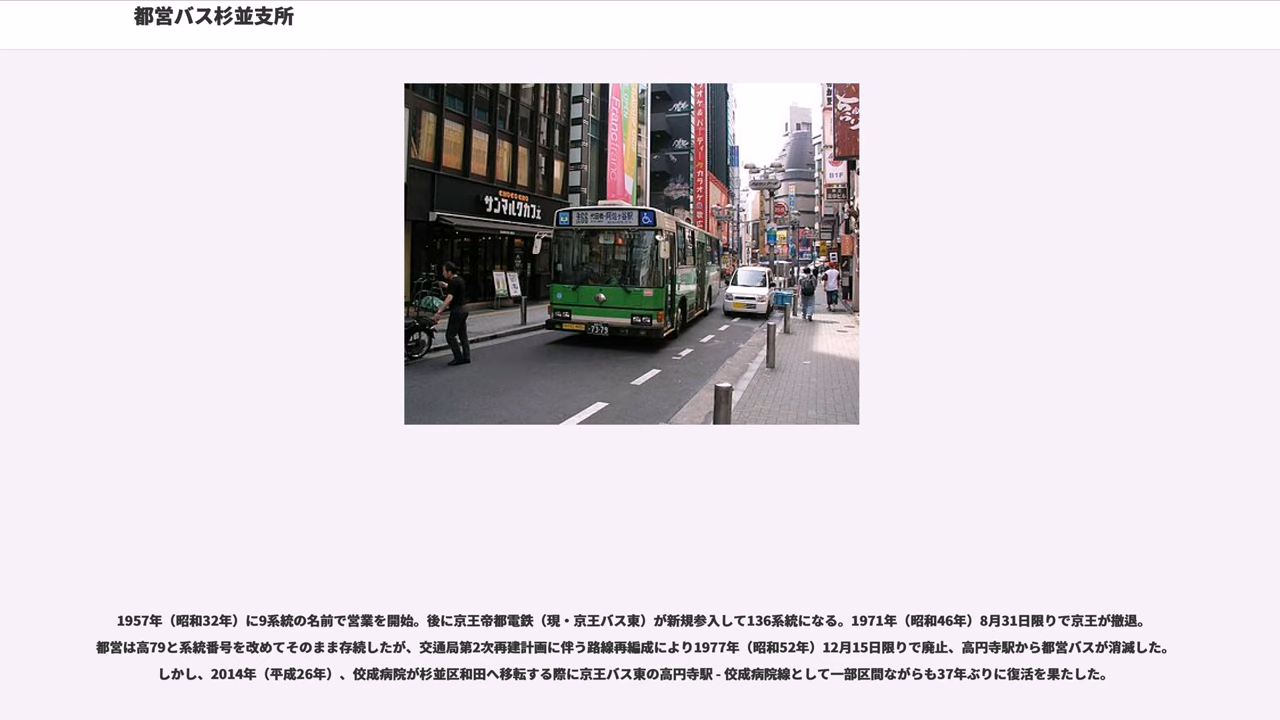 都営バス杉並支所
サンマルクカフェ
B1F
73-79
1957年（昭和32年）に9系統の名前で営業を開始。後に京王帝都電鉄（現・京王バス東）が新規参入して136系統になる。1971年（昭和46年）8月31日限りで京王が撤退。
都営は高79と系統番号を改めてそのまま存続したが、交通局第2次再建計画に伴う路線再編成により1977年（昭和52年）12月15日限りで廃止、高円寺駅から都営バスが消滅した。
しかし、2014年（平成26年）、佼成病院が杉並区和田へ移転する際に京王バス東の高円寺駅 - 佼成病院線として一部区間ながらも37年ぶりに復活を果たした。